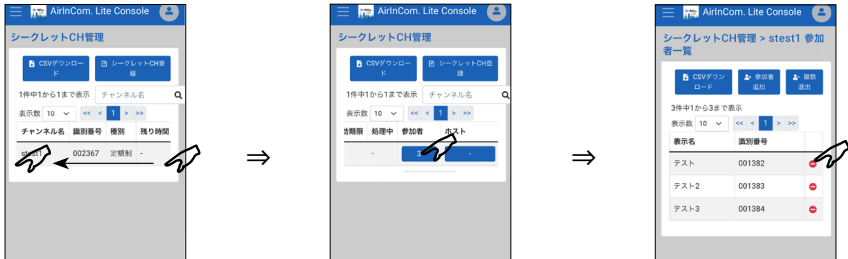 AirInCom. Lite Console
シークレットCH管理
CSVダウンロー
ド
シークレットCH登
録
1件中1から1まで表示 チャンネル名
表示数 10 << < 1 > >>
チャンネル名 識別番号 種別 残り時間
stest1 002367 定額制 -
⇒
AirInCom. Lite Console
シークレットCH管理
CSVダウンロー
ド
シークレットCH登
録
1件中1から1まで表示 チャンネル名
表示数 10 << < 1 > >>
効期限 処理中 参加者 ホスト
- 3 -
⇒
AirInCom. Lite Console
シークレットCH管理 > stest1 参加
者一覧
CSVダウン
ロード
参加者
追加
複数
退出
3件中1から3まで表示
表示数 10 << < 1 > >>
表示名 識別番号
テスト 001382
テスト2 001383
テスト3 001384